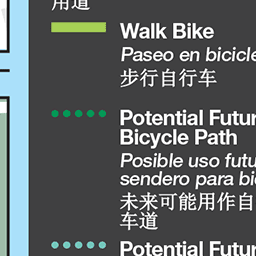 用道
Walk Bike
Paseo en bicicle
步行自行车
Potential Futur
Bicycle Path
Posible uso futu
sendero para bi
未来可能用作自
车道
Potential Futur